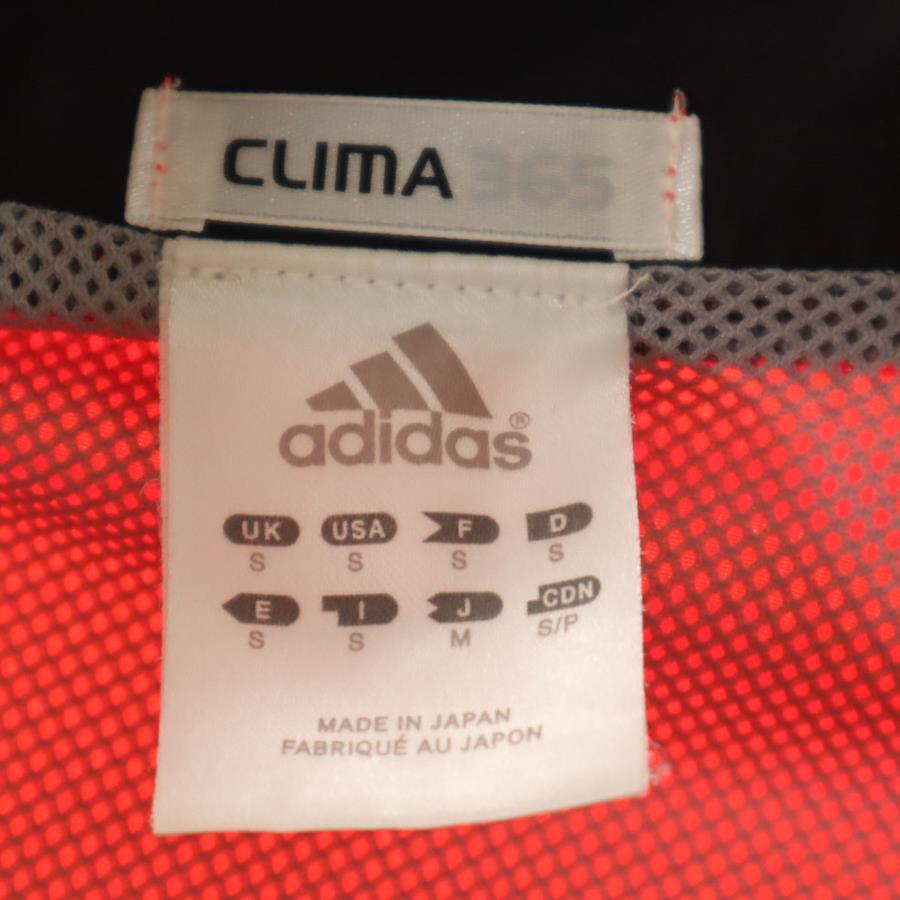 CLIMA 365
adidas®
UK USA F D
S S S S
E I J CDN
S S M S/P
MADE IN JAPAN
FABRIQUÉ AU JAPON